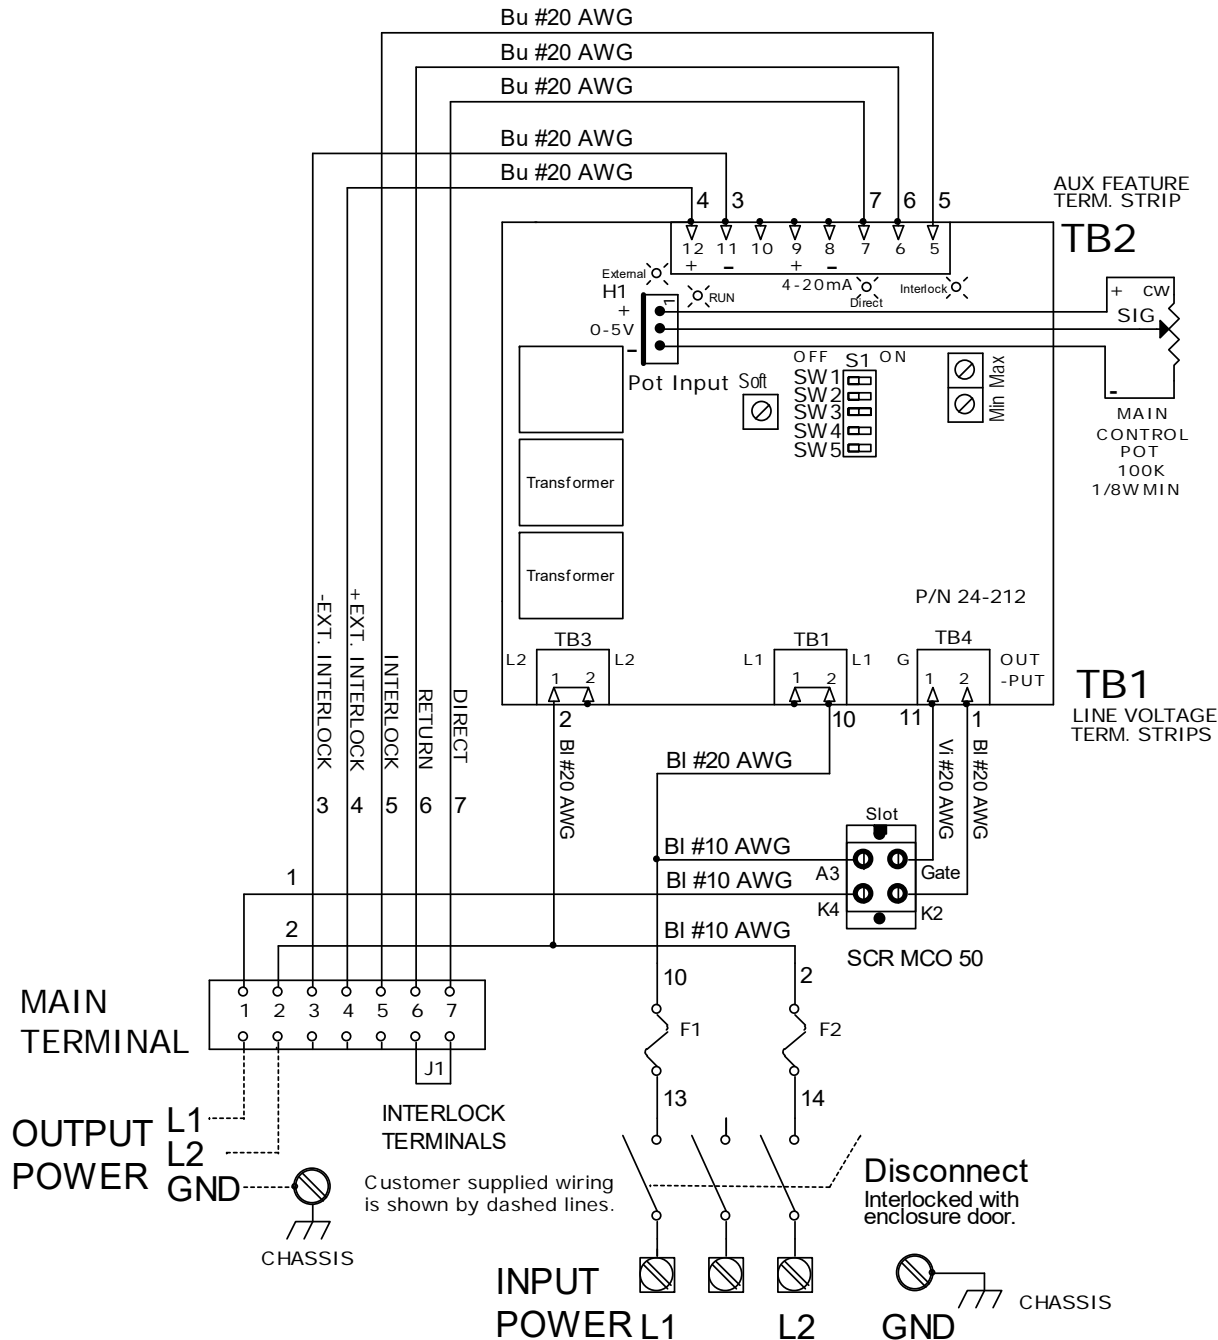 Bu #20 AWG
Bu #20 AWG
Bu #20 AWG
Bu #20 AWG
Bu #20 AWG
4 3 7 6 5
AUX FEATURE
TERM. STRIP
TB2
12 11 10 9 8 7 6 5
+ - + -
4-20mA
External
RUN
Direct
Interlock
H1
1
+
0-5V
-
Pot Input
+ CW
SIG
-
MAIN
CONTROL
POT
100K
1/8W MIN
Soft
OFF S1 ON
SW1
SW2
SW3
SW4
SW5
Max
Min
Transformer
Transformer
P/N 24-212
TB3
L2 L2
1 2
TB1
L1 L1
1 2
TB4
G
1 2
OUT
-PUT
TB1
LINE VOLTAGE
TERM. STRIPS
2
10
11
1
Bl #20 AWG
Bl #20 AWG
Vi #20 AWG
Bl #20 AWG
-EXT. INTERLOCK
+EXT. INTERLOCK
INTERLOCK
RETURN
DIRECT
3 4 5 6 7
Slot
Bl #10 AWG
A3
Gate
1
Bl #10 AWG
K4
K2
2
Bl #10 AWG
SCR MCO 50
10
2
MAIN
TERMINAL
1 2 3 4 5 6 7
J1
F1
F2
13
14
INTERLOCK
TERMINALS
OUTPUT
POWER
L1
L2
GND
CHASSIS
Customer supplied wiring
is shown by dashed lines.
Disconnect
Interlocked with
enclosure door.
INPUT
POWER
L1
L2
GND
CHASSIS